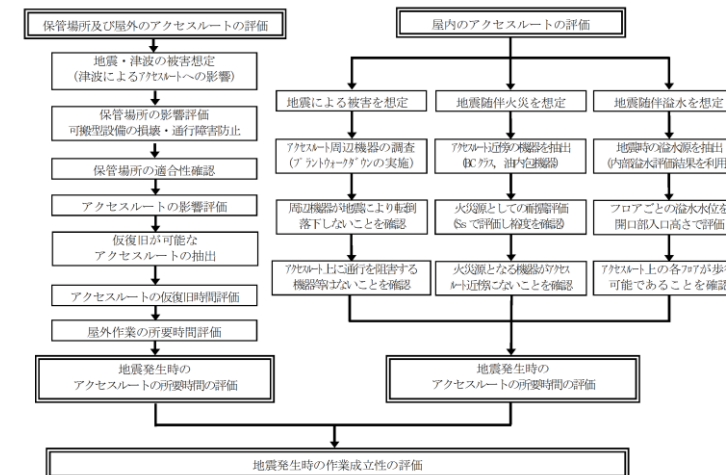 保管場所及び屋外のアクセスルートの評価
地震・津波の被害想定
(津波によるアクセスルートへの影響)
保管場所の影響評価
可搬型設備の損壊・通行障害防止
保管場所の適合性確認
アクセスルートの影響評価
仮復旧が可能な
アクセスルートの抽出
アクセスルートの仮復旧時間評価
屋外作業の所要時間評価
地震発生時の
アクセスルートの所要時間の評価
屋内のアクセスルートの評価
地震による被害を想定
アクセスルート周辺機器の調査
(プラントウォークダウンの実施)
周辺機器が地震により転倒
落下しないことを確認
アクセスルート上に通行を阻害する
機器等はないことを確認
地震随伴火災を想定
アクセスルート近傍の機器を抽出
(BCクラス, 油内包機器)
火災源としての耐震評価
(Ssで評価し裕度を確認)
火災源となる機器がアクセス
ルート近傍にないことを確認
地震随伴溢水を想定
地震時の溢水源を抽出
(内部溢水評価結果を利用
フロアごとの溢水水位を
開口部入口高さで評価
アクセスルート上の各フロアが歩行
可能であることを確認
地震発生時の
アクセスルートの所要時間の評価
地震発生時の作業成立性の評価